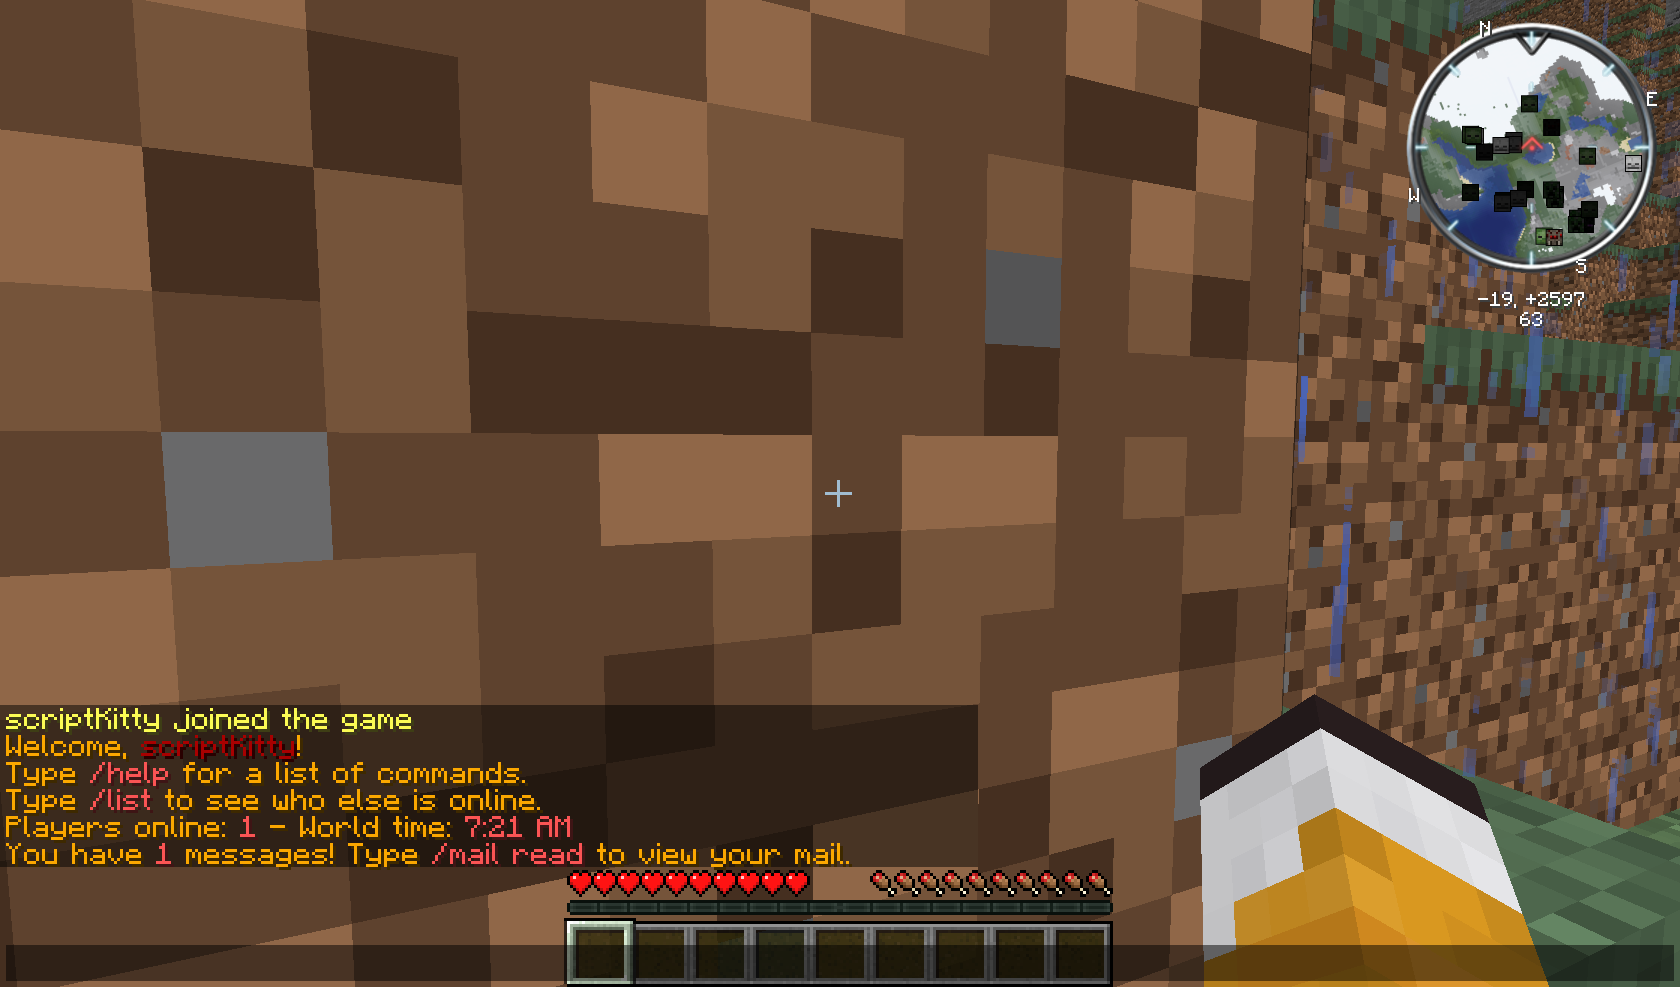 N
E
W
S
-19, +2597
63
scriptKitty joined the game
Welcome, scriptKitty!
Type /help for a list of commands.
Type /list to see who else is online.
Players online: 1 - World time: 7:21 AM
You have 1 messages! Type /mail read to view your mail.